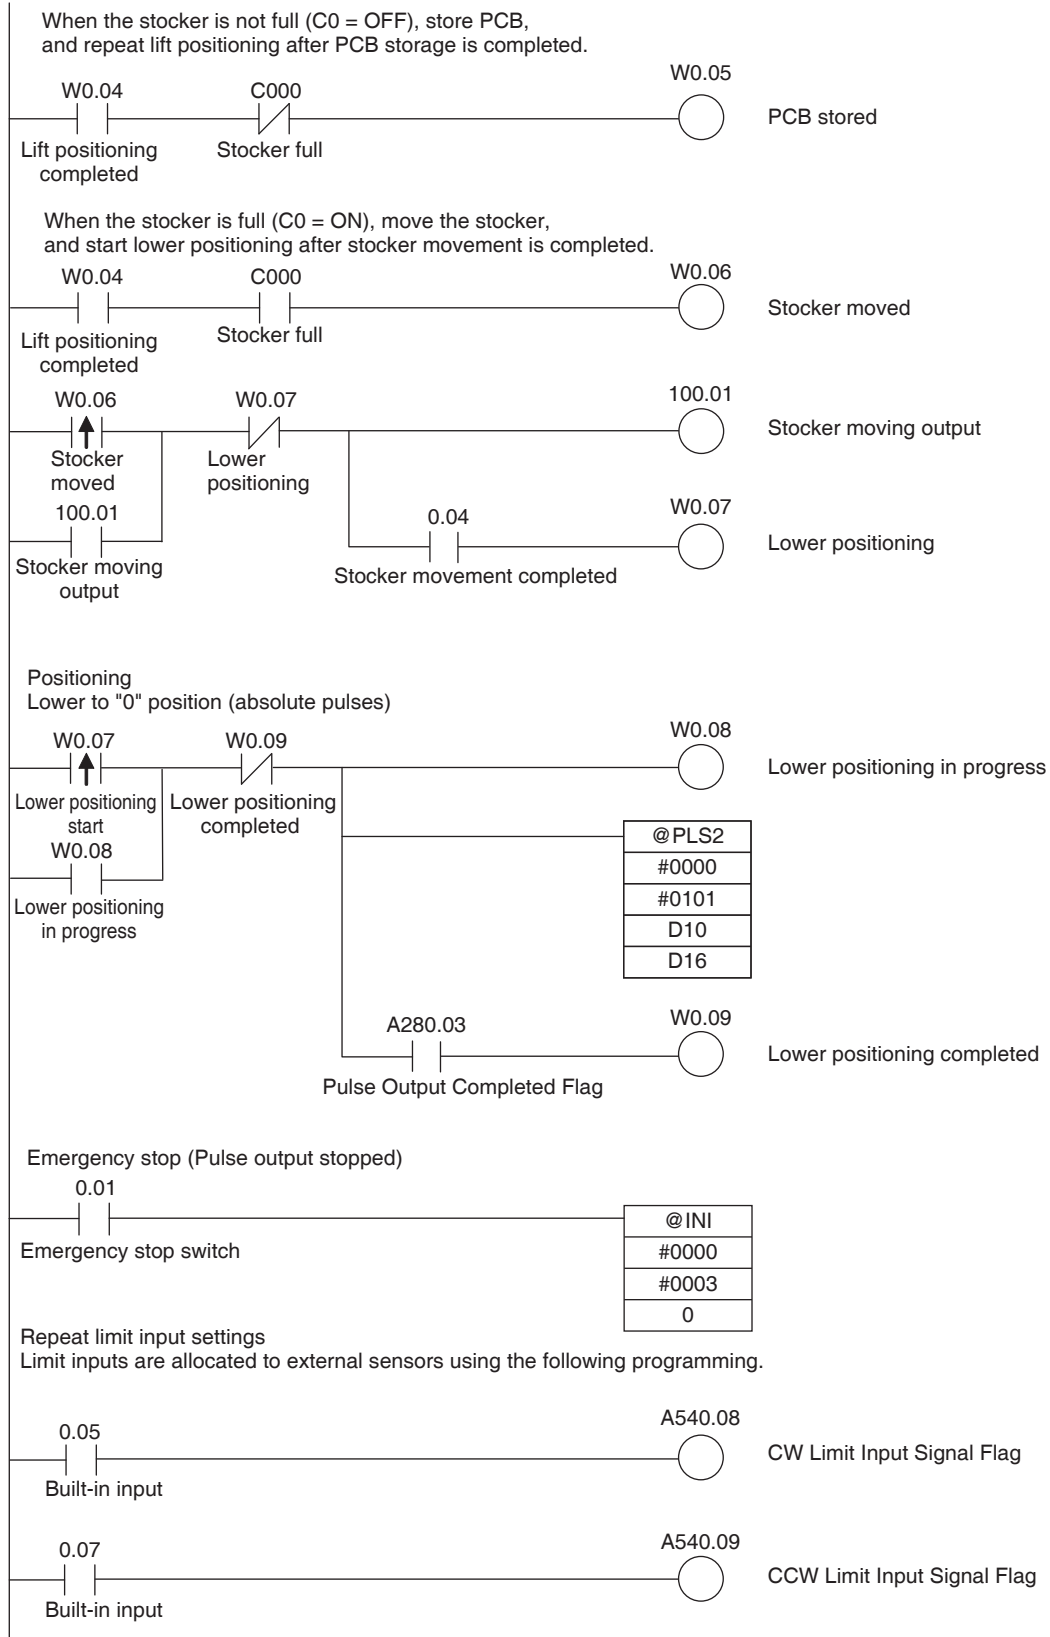 When the stocker is not full (C0 = OFF), store PCB,
and repeat lift positioning after PCB storage is completed.
W0.04 C000 W0.05
PCB stored
Lift positioning Stocker full
completed
When the stocker is full (C0 = ON), move the stocker,
and start lower positioning after stocker movement is completed.
W0.04 C000 W0.06
Stocker moved
Lift positioning Stocker full
completed
W0.06 W0.07 100.01
Stocker moving output
Stocker Lower
moved positioning
100.01 0.04 W0.07
Lower positioning
Stocker moving Stocker movement completed
output
Positioning
Lower to "0" position (absolute pulses)
W0.07 W0.09 W0.08
Lower positioning in progress
Lower positioning Lower positioning
start completed
W0.08
Lower positioning
in progress
@PLS2
#0000
#0101
D10
D16
A280.03 W0.09
Lower positioning completed
Pulse Output Completed Flag
Emergency stop (Pulse output stopped)
0.01
Emergency stop switch
@INI
#0000
#0003
0
Repeat limit input settings
Limit inputs are allocated to external sensors using the following programming.
0.05 A540.08
CW Limit Input Signal Flag
Built-in input
0.07 A540.09
CCW Limit Input Signal Flag
Built-in input